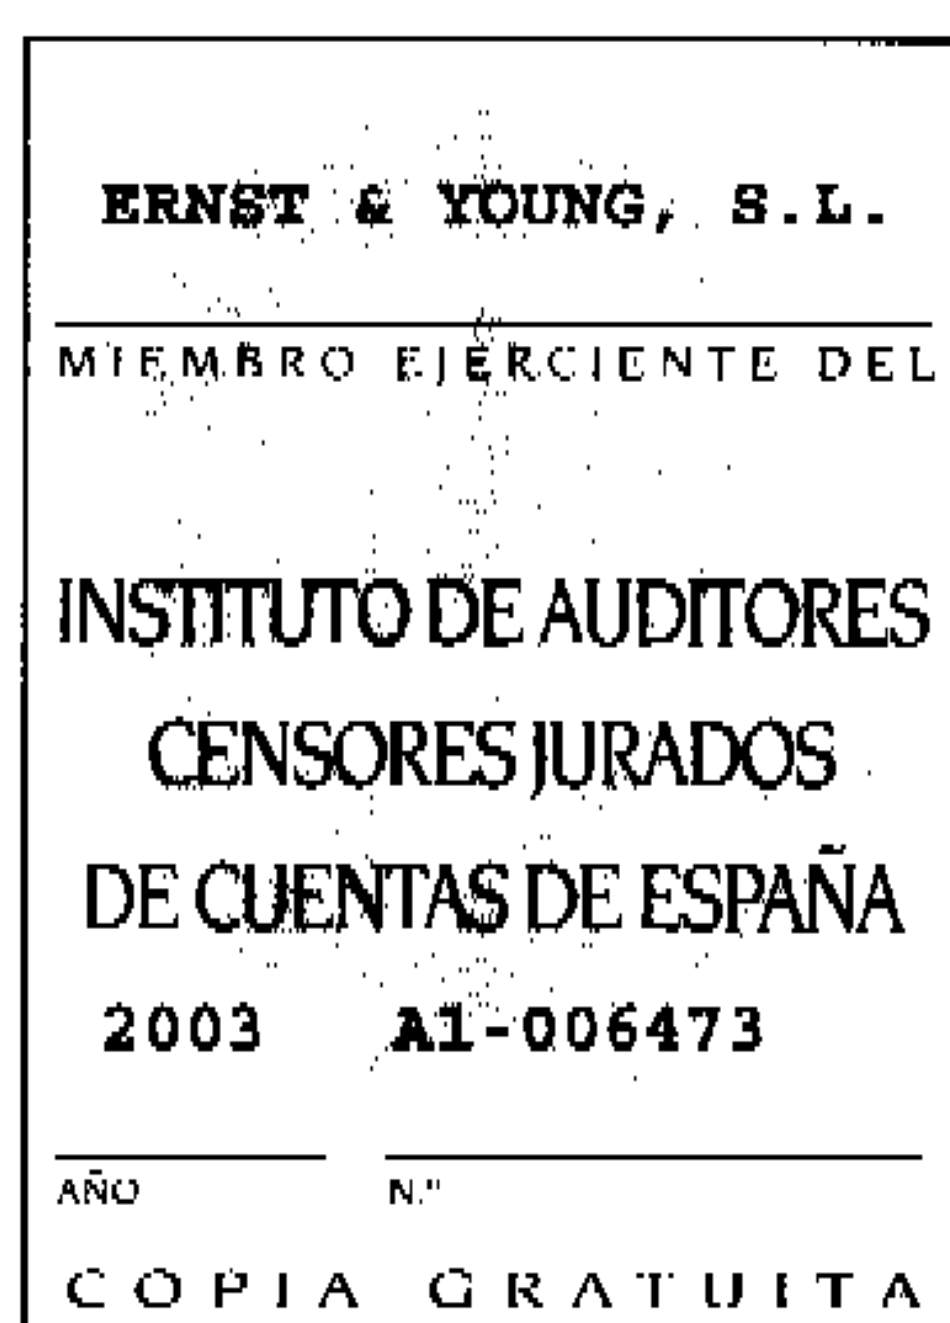 ERNST & YOUNG, S.L.
MIEMBRO EJERCIENTE DEL
INSTITUTO DE AUDITORES
CENSORES JURADOS
DE CUENTAS DE ESPAÑA
2003 A1-006473
AÑO N.º
COPIA GRATUITA